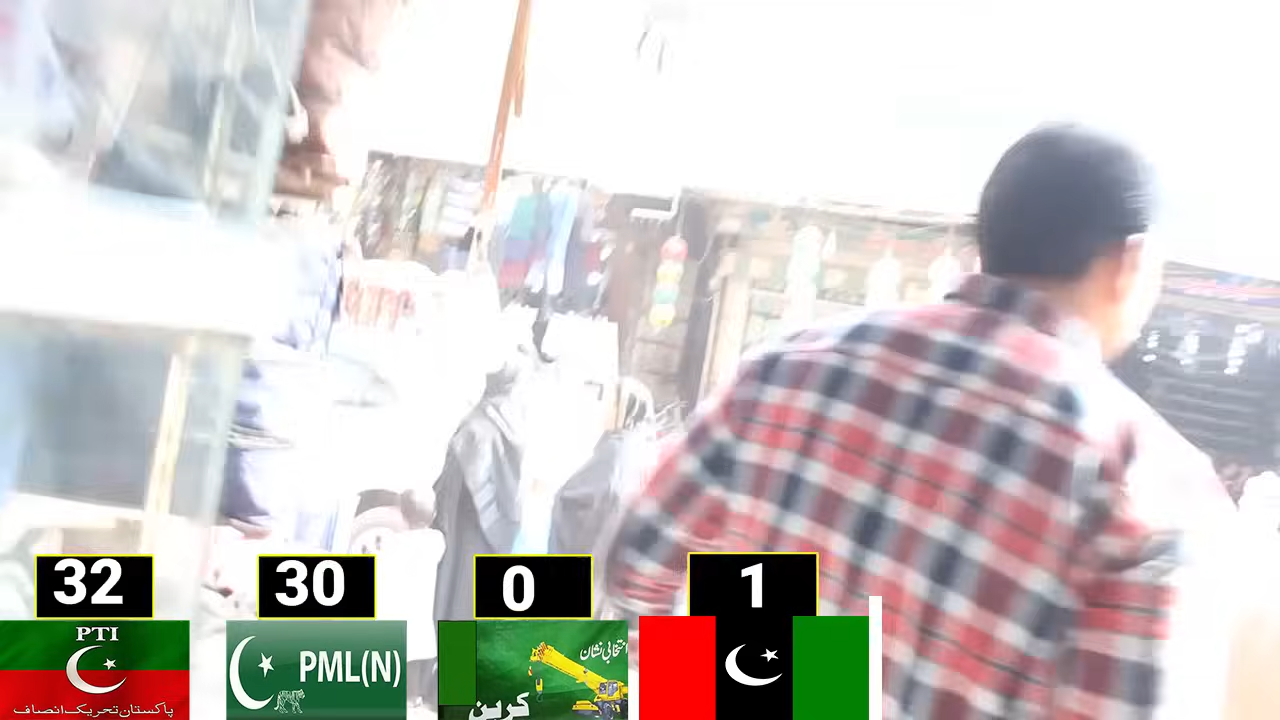 32
30
0
1
PTI
پاکستان تحریک انصاف
PML(N)
انتخابی نشان
کرین